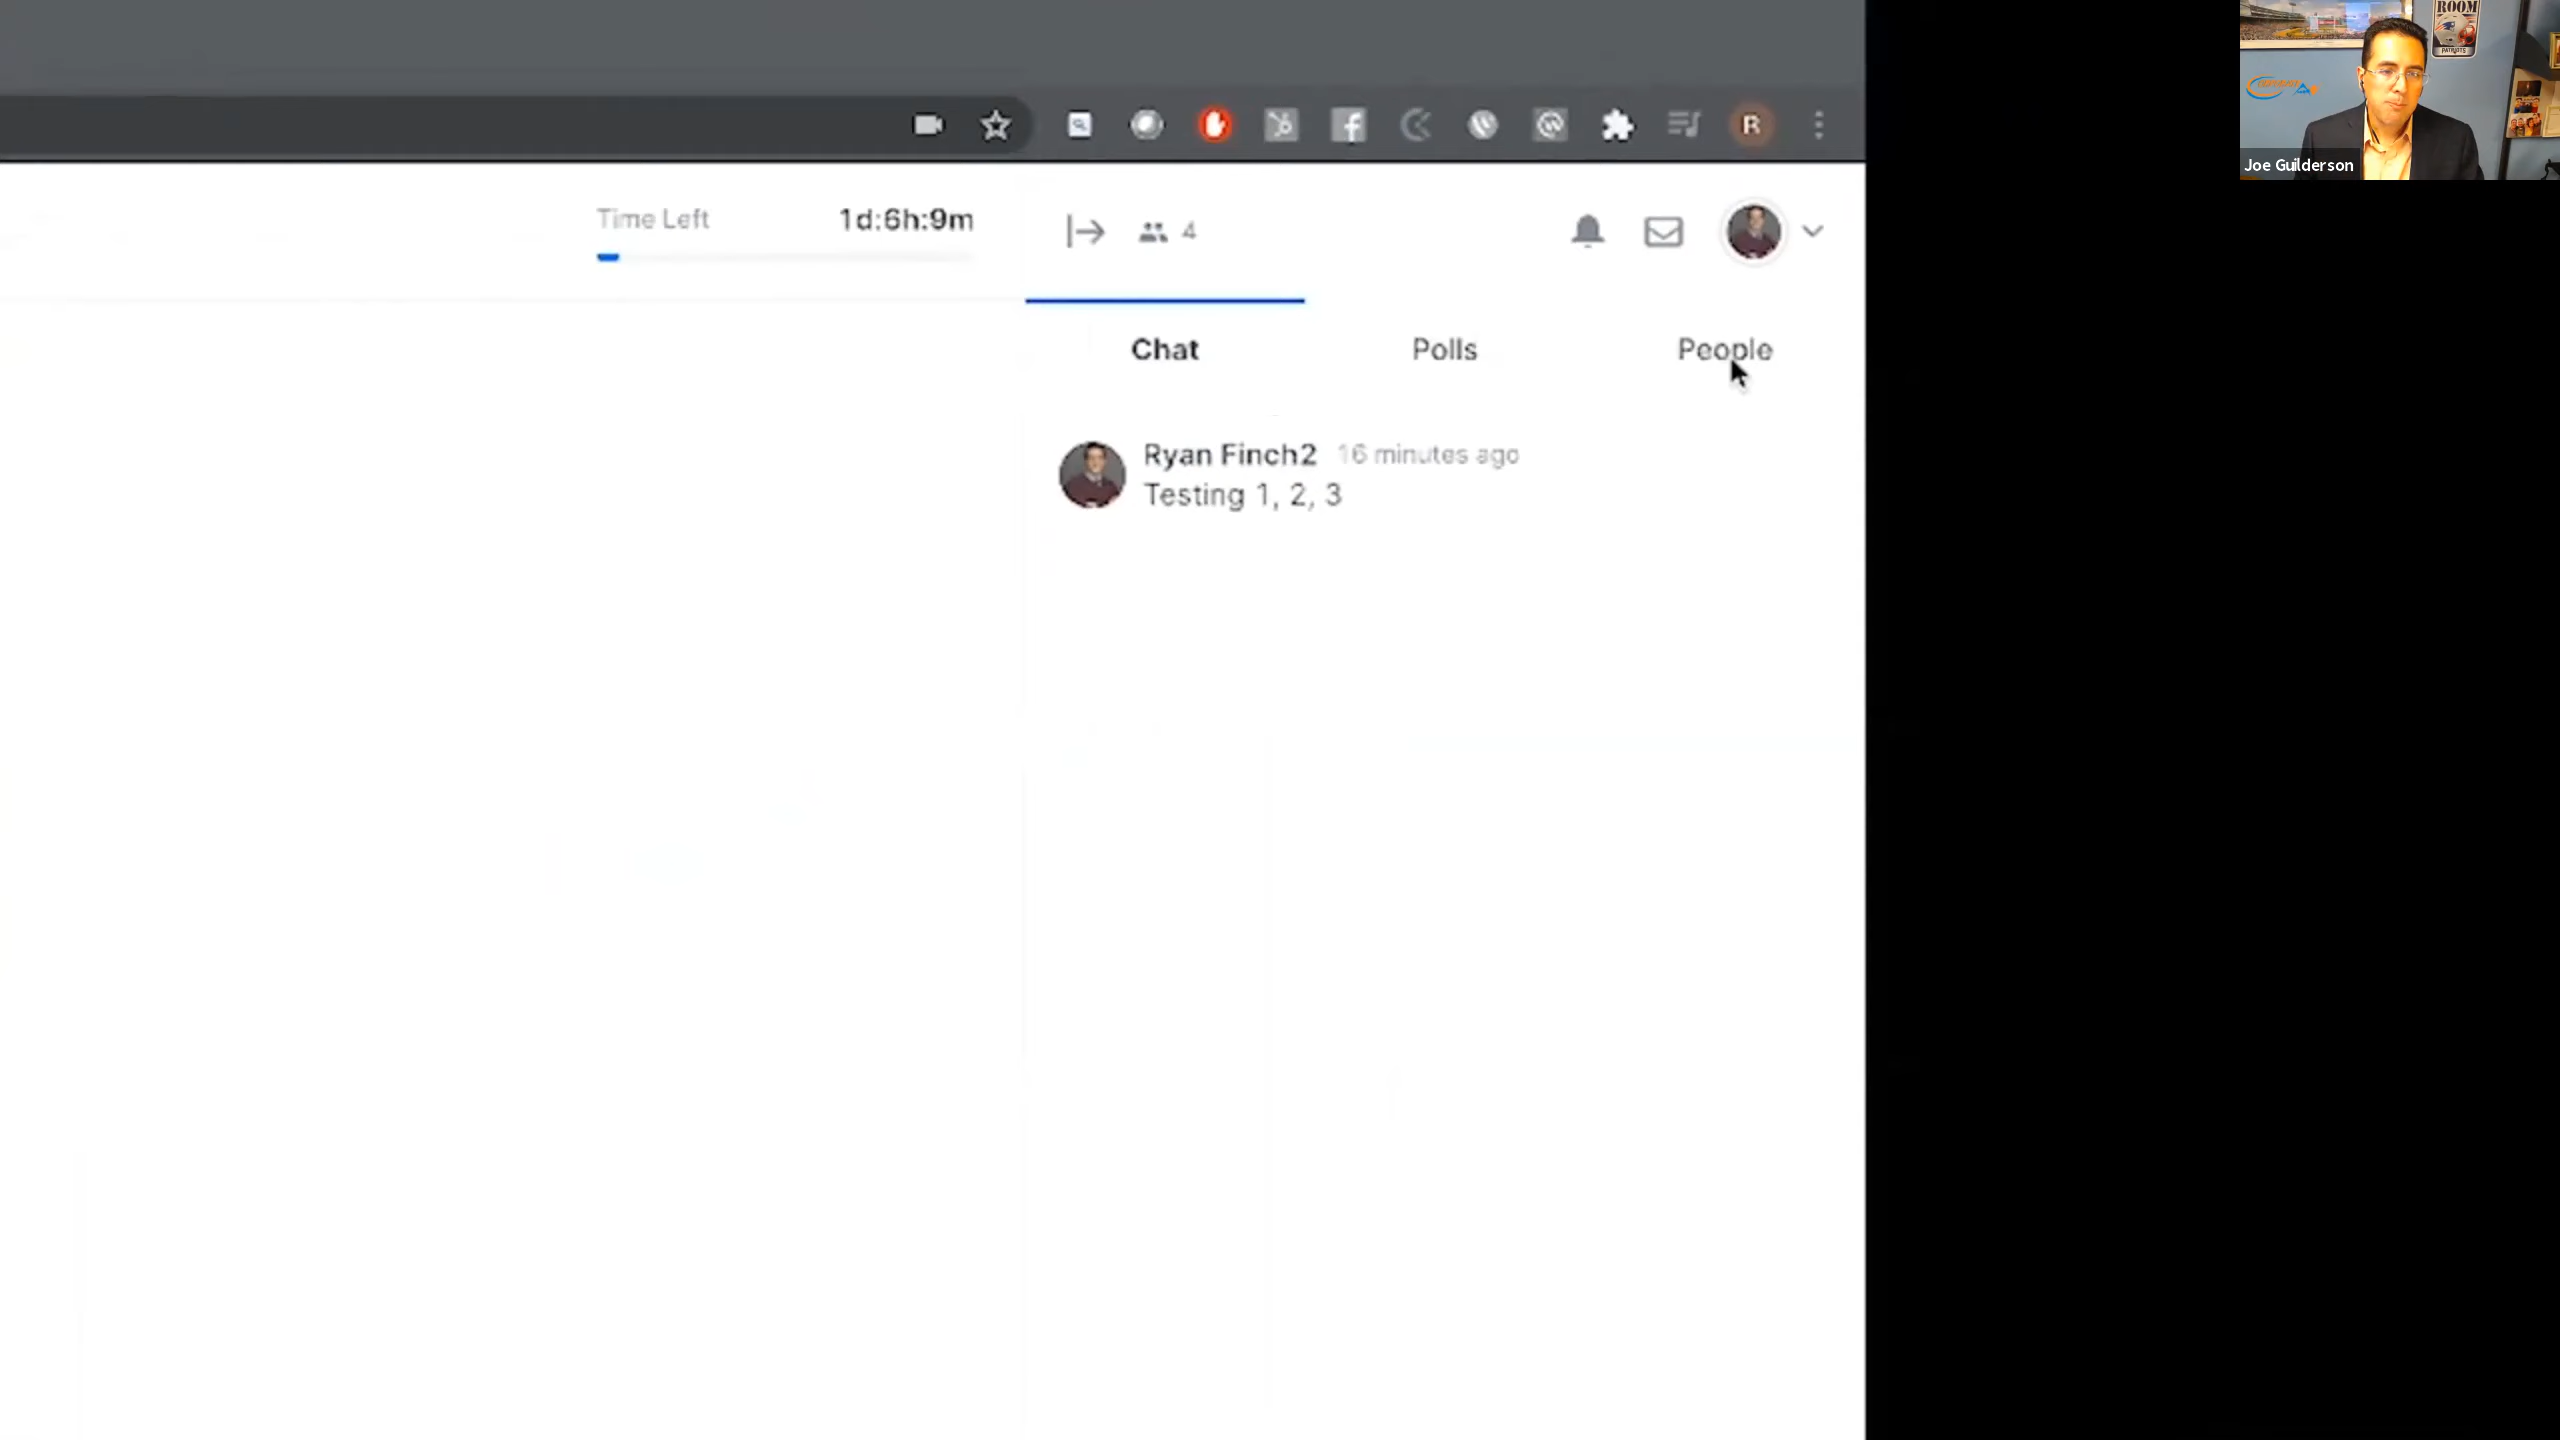 ROOM
PATRIOTS
Joe Guilderson
R
Time Left 1d:6h:9m
4
Chat Polls People
Ryan Finch2 16 minutes ago
Testing 1, 2, 3